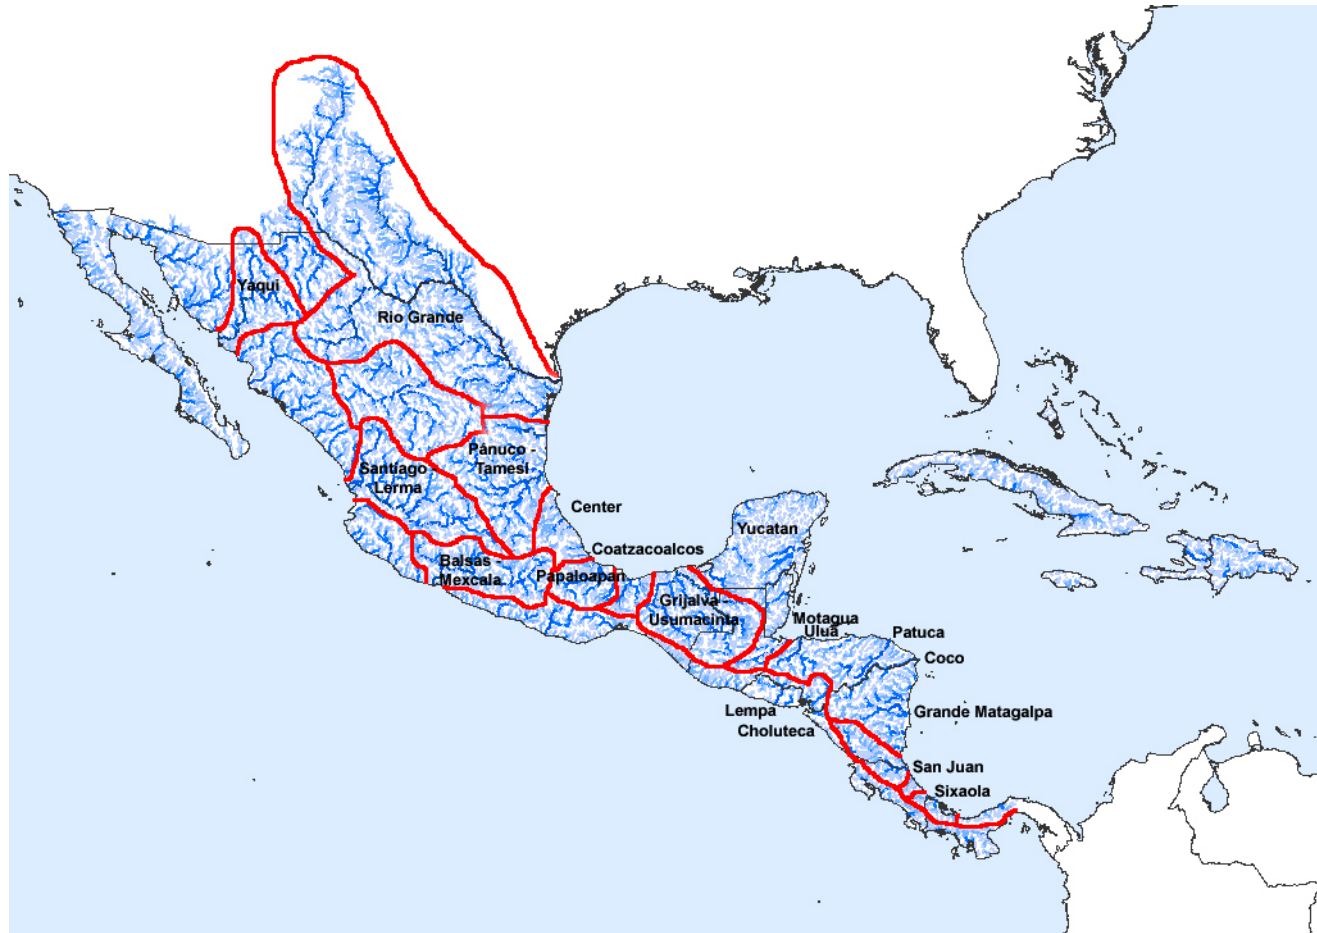 Yaqui
Rio Grande
Pánuco -
Tamesí
Santiago -
Lerma
Center
Yucatan
Coatzacoalcos
Balsas -
Mexcala
Papaloapan
Grijalva -
Usumacinta
Motagua
Ulua
Patuca
Coco
Lempa
Grande Matagalpa
Choluteca
San Juan
Sixaola